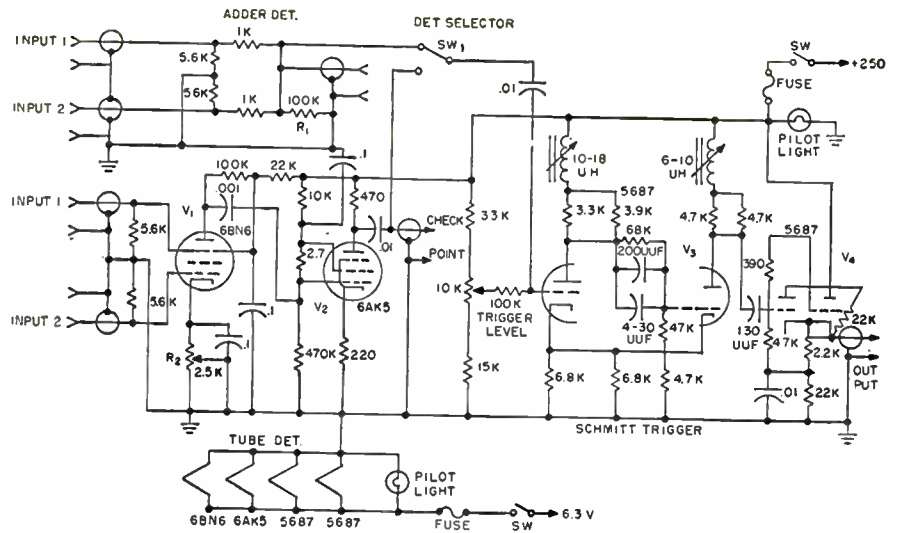 ADDER DET.
DET SELECTOR
INPUT 1
1K
SW1
SW
+250
5.6K
56K
FUSE
.01
INPUT 2
1K
100K
R1
PILOT
LIGHT
.1
10-18
UH
6-10
UH
100K
22K
.001
10K
470
5687
INPUT 1
V1
6BN6
33K
3.3K
3.9K
4.7K
4.7K
CHECK
68K
5687
5.6K
.01
200UUF
V3
390
V4
2.7
POINT
10K
5.6K
V2
6AK5
100K
TRIGGER
LEVEL
INPUT 2
.1
4-30
UUF
47K
130
UUF
22K
.1
47K
2.2K
R2
2.5K
470K
220
15K
OUT
PUT
6.8K
6.8K
4.7K
.01
22K
SCHMITT TRIGGER
TUBE DET.
PILOT
LIGHT
6BN6
6AK5
5687
5687
FUSE
SW
6.3 V